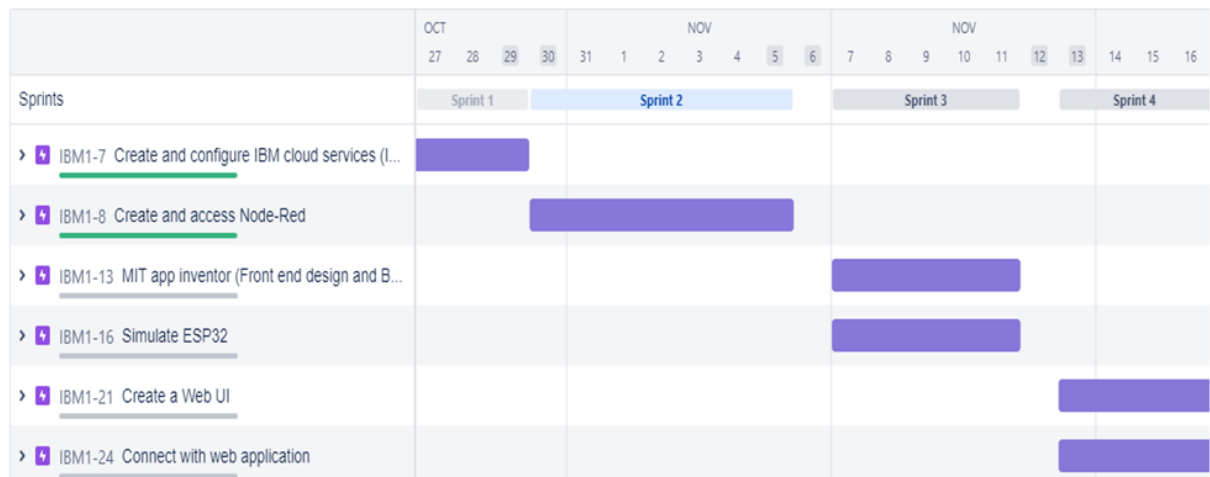 OCT NOV NOV
27 28 29 30 31 1 2 3 4 5 6 7 8 9 10 11 12 13 14 15 16
Sprints Sprint 1 Sprint 2 Sprint 3 Sprint 4
IBM1-7 Create and configure IBM cloud services (I...
IBM1-8 Create and access Node-Red
IBM1-13 MIT app inventor (Front end design and B...
IBM1-16 Simulate ESP32
IBM1-21 Create a Web UI
IBM1-24 Connect with web application